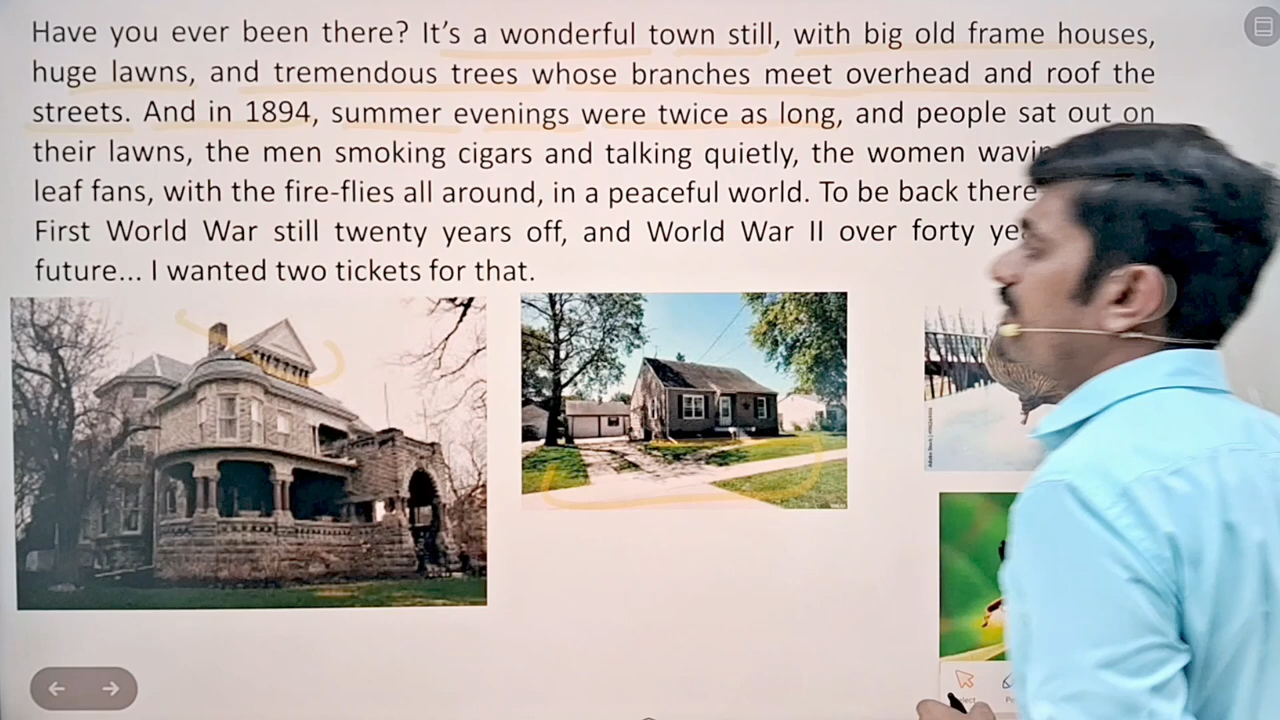 Have you ever been there? It's a wonderful town still, with big old frame houses,
huge lawns, and tremendous trees whose branches meet overhead and roof the
streets. And in 1894, summer evenings were twice as long, and people sat out on
their lawns, the men smoking cigars and talking quietly, the women
leaf fans, with the fire-flies all around, in a peaceful world. To be back there
First World War still twenty years off, and World War II over forty
future... I wanted two tickets for that.